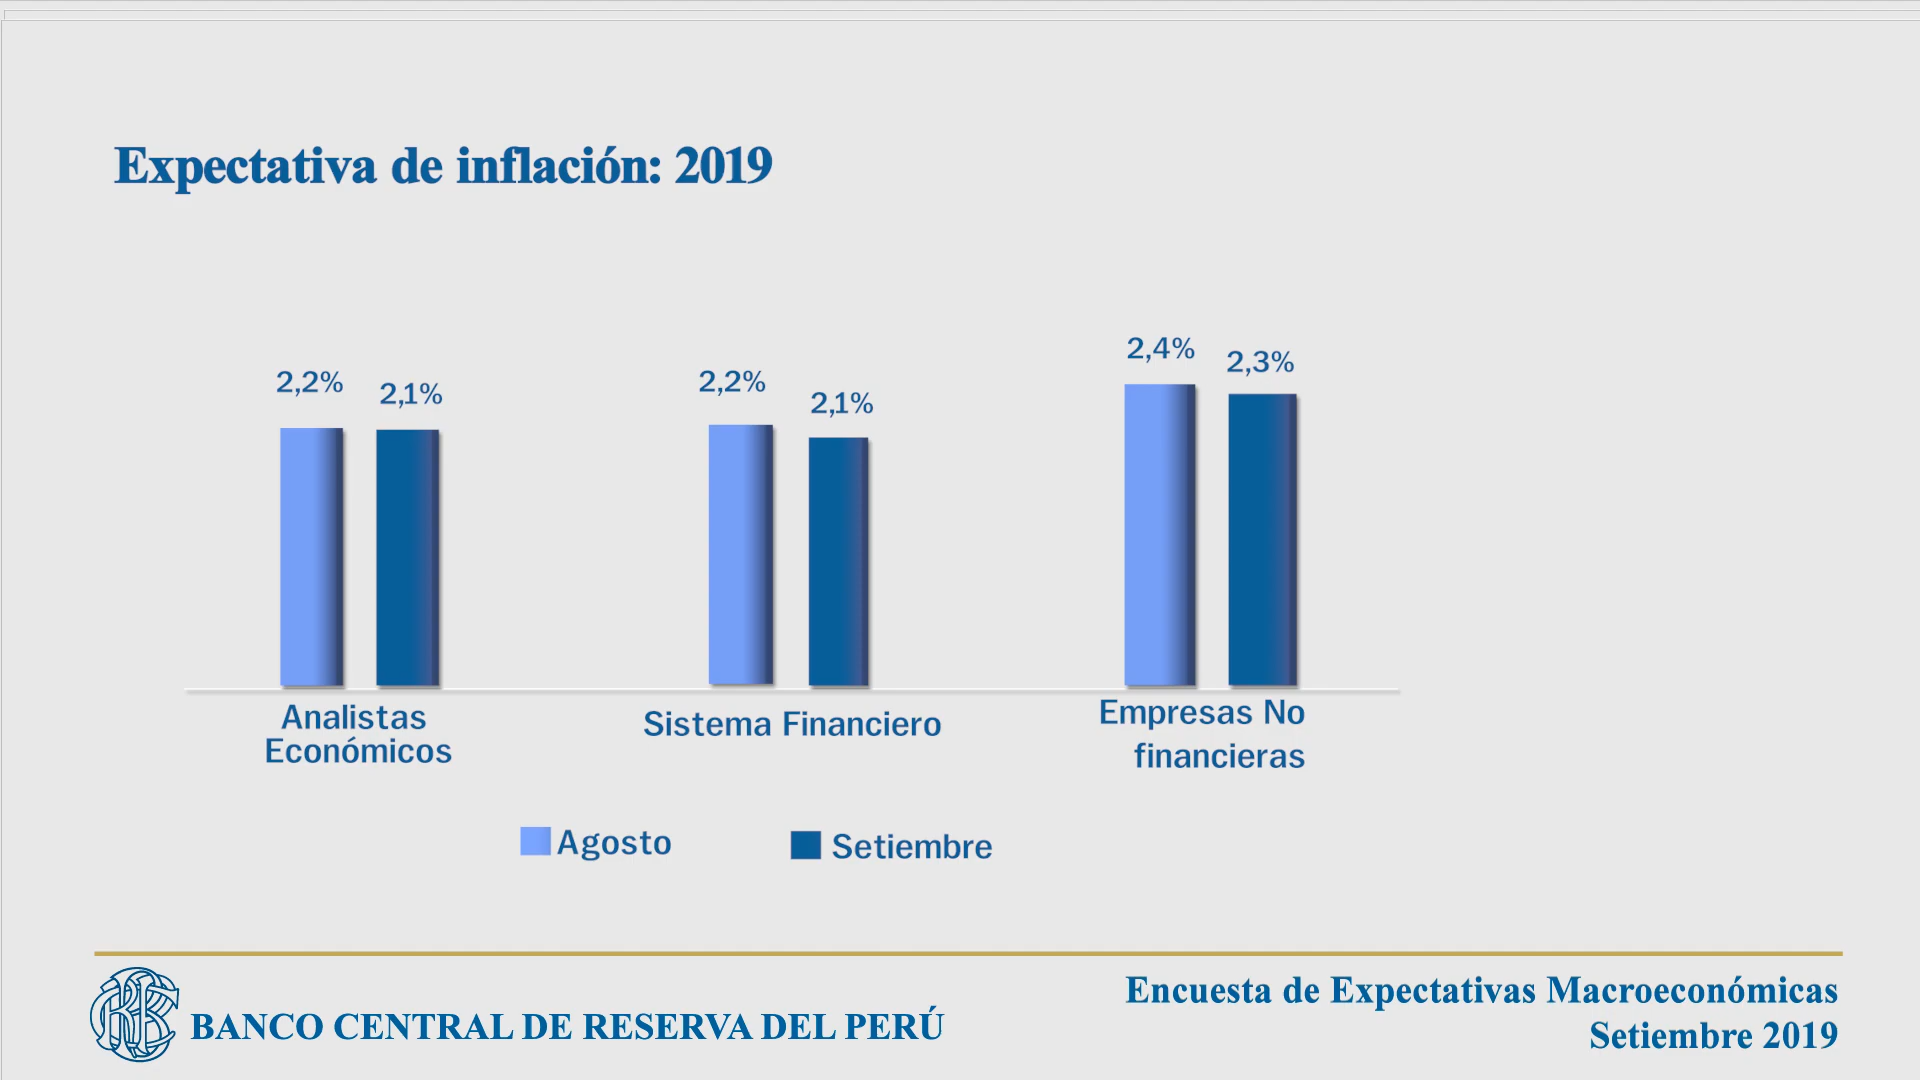 Expectativa de inflación: 2019
2,2%
2,1%
2,2%
2,1%
2,4%
2,3%
Analistas
Económicos
Sistema Financiero
Empresas No
financieras
Agosto
Setiembre
BANCO CENTRAL DE RESERVA DEL PERÚ
Encuesta de Expectativas Macroeconómicas
Setiembre 2019